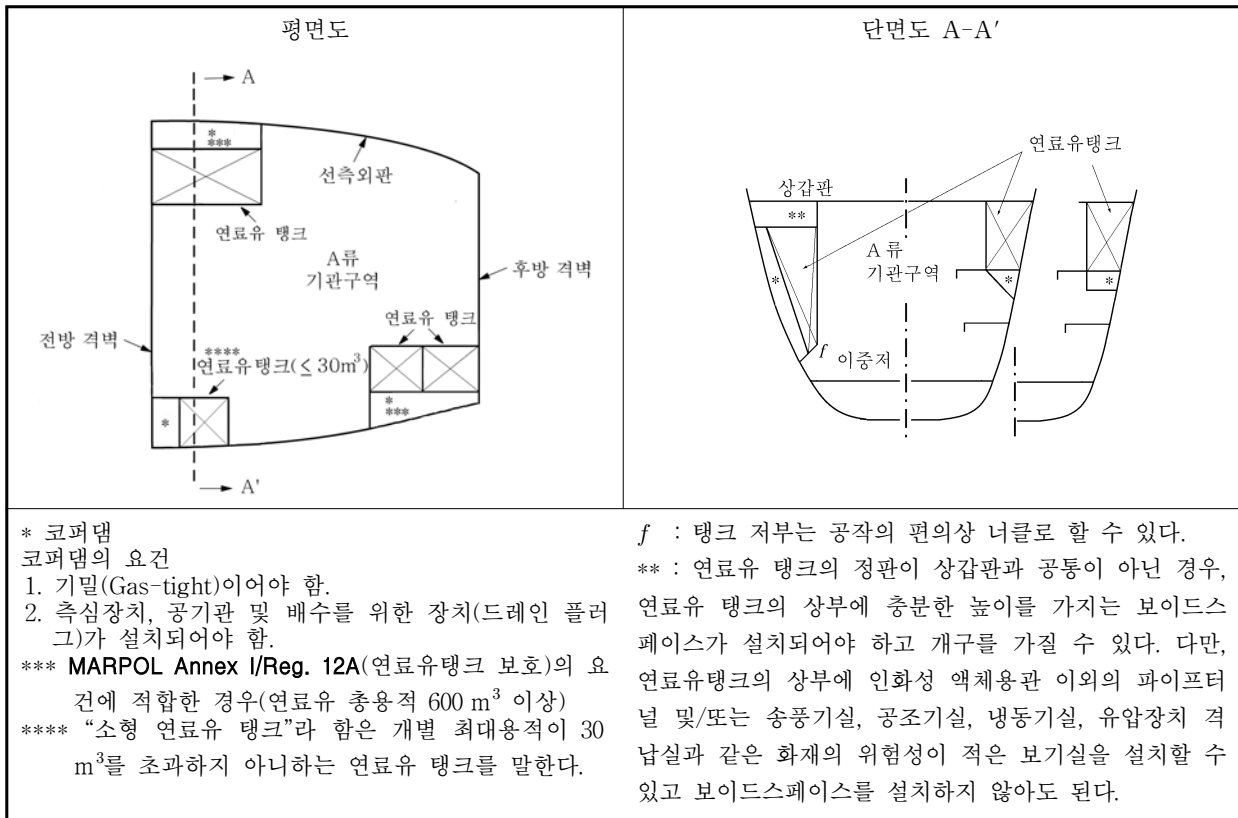 평면도
A
*
***
선측외판
연료유 탱크
A류
기관구역
후방 격벽
전방 격벽
연료유 탱크
****
연료유탱크(≤ 30m³)
*
***
*
A'
단면도 A-A′
연료유탱크
상갑판
**
A류
기관구역
*
*
*
f 이중저
* 코퍼댐
코퍼댐의 요건
1. 기밀(Gas-tight)이어야 함.
2. 측심장치, 공기관 및 배수를 위한 장치(드레인 플러
그)가 설치되어야 함.
*** MARPOL Annex I/Reg. 12A(연료유탱크 보호)의 요
건에 적합한 경우(연료유 총용적 600 m³ 이상)
**** “소형 연료유 탱크”라 함은 개별 최대용적이 30
m³를 초과하지 아니하는 연료유 탱크를 말한다.
f : 탱크 저부는 공작의 편의상 너클로 할 수 있다.
** : 연료유 탱크의 정판이 상갑판과 공통이 아닌 경우,
연료유 탱크의 상부에 충분한 높이를 가지는 보이드스
페이스가 설치되어야 하고 개구를 가질 수 있다. 다만,
연료유탱크의 상부에 인화성 액체용관 이외의 파이프터
널 및/또는 송풍기실, 공조기실, 냉동기실, 유압장치 격
납실과 같은 화재의 위험성이 적은 보기실을 설치할 수
있고 보이드스페이스를 설치하지 않아도 된다.